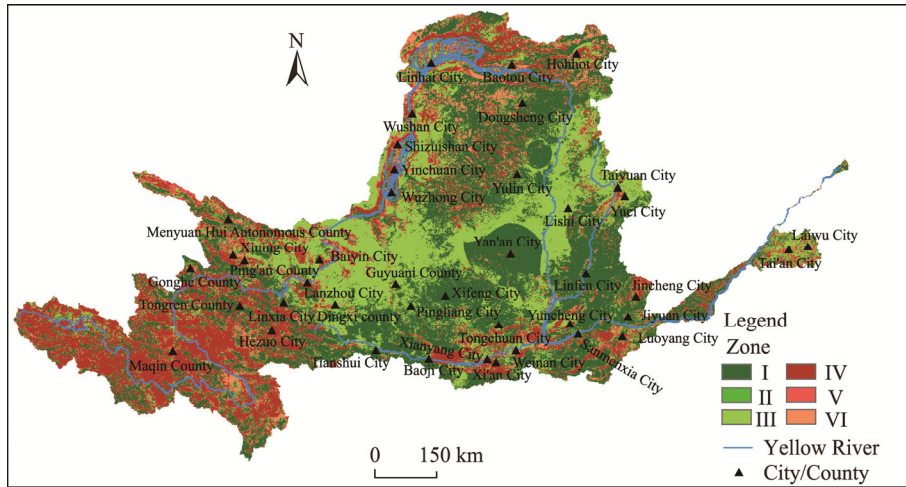 N
Hohhot City
Linhai City
Baotou City
Dongsheng City
Wushan City
Shizuishan City
Yinchuan City
Wuzhong City
Yulin City
Taiyuan City
Yuci City
Lishi City
Menyuan Hui Autonomous County
Xining City
Ping'an County
Baiyin City
Yan'an City
Laiwu City
Tai'an City
Gonghe County
Guyuani County
Lanzhou City
Xifeng City
Linfen City
Jincheng City
Tongren County
Linxia City
Dingxi county
Pingliang City
Yuncheng City
Jiyuan City
Hezuo City
Tongchuan City
Luoyang City
Maqin County
Tianshui City
Xianyang City
Baoji City
Xi'an City
Weinan City
Sanmenxia City
Legend
Zone
I IV
II V
III VI
Yellow River
City/County
0 150 km